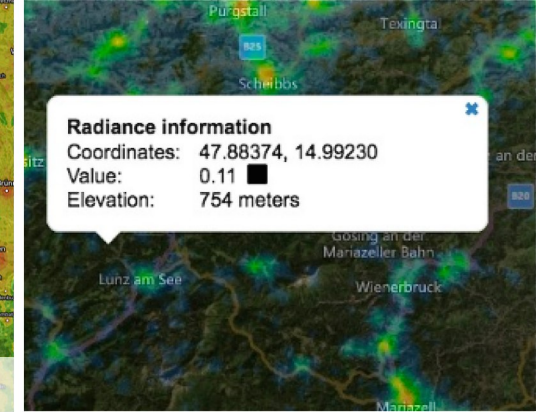 Purgstall
Texingta
B25
Scheibbs
Radiance information
Coordinates: 47.88374, 14.99230
Value: 0.11
Elevation: 754 meters
an der
B20
Gösing an der
Mariazeller Bahn
Lunz am See
Wienerbruck
Mariazell